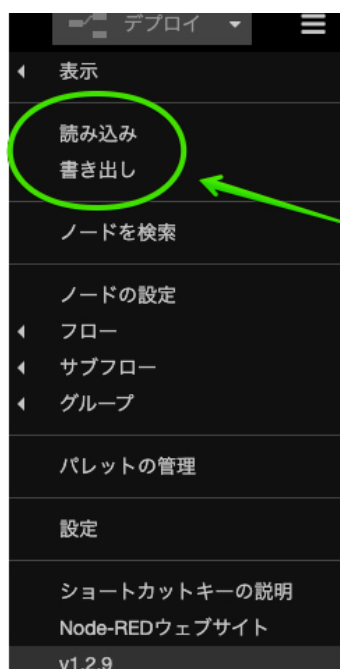 デプロイ
表示
読み込み
書き出し
ノードを検索
ノードの設定
フロー
サブフロー
グループ
パレットの管理
設定
ショートカットキーの説明
Node-REDウェブサイト
v1.2.9